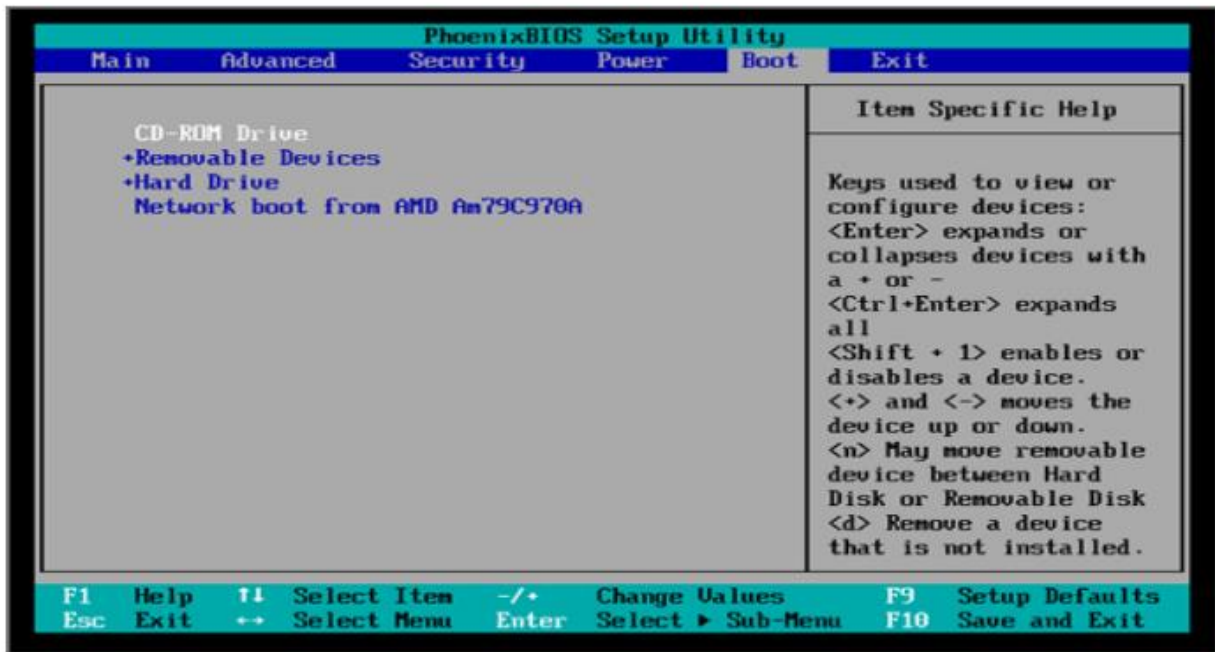 PhoenixBIOS Setup Utility
Main Advanced Security Power Boot Exit
CD-ROM Drive
+Removable Devices
+Hard Drive
Network boot from AMD Am79C970A
Item Specific Help
Keys used to view or
configure devices:
<Enter> expands or
collapses devices with
a + or -
<Ctrl+Enter> expands
all
<Shift + 1> enables or
disables a device.
<+> and <-> moves the
device up or down.
<n> May move removable
device between Hard
Disk or Removable Disk
<d> Remove a device
that is not installed.
F1 Help ↑↓ Select Item -/+ Change Values F9 Setup Defaults
Esc Exit ↔ Select Menu Enter Select ▶ Sub-Menu F10 Save and Exit